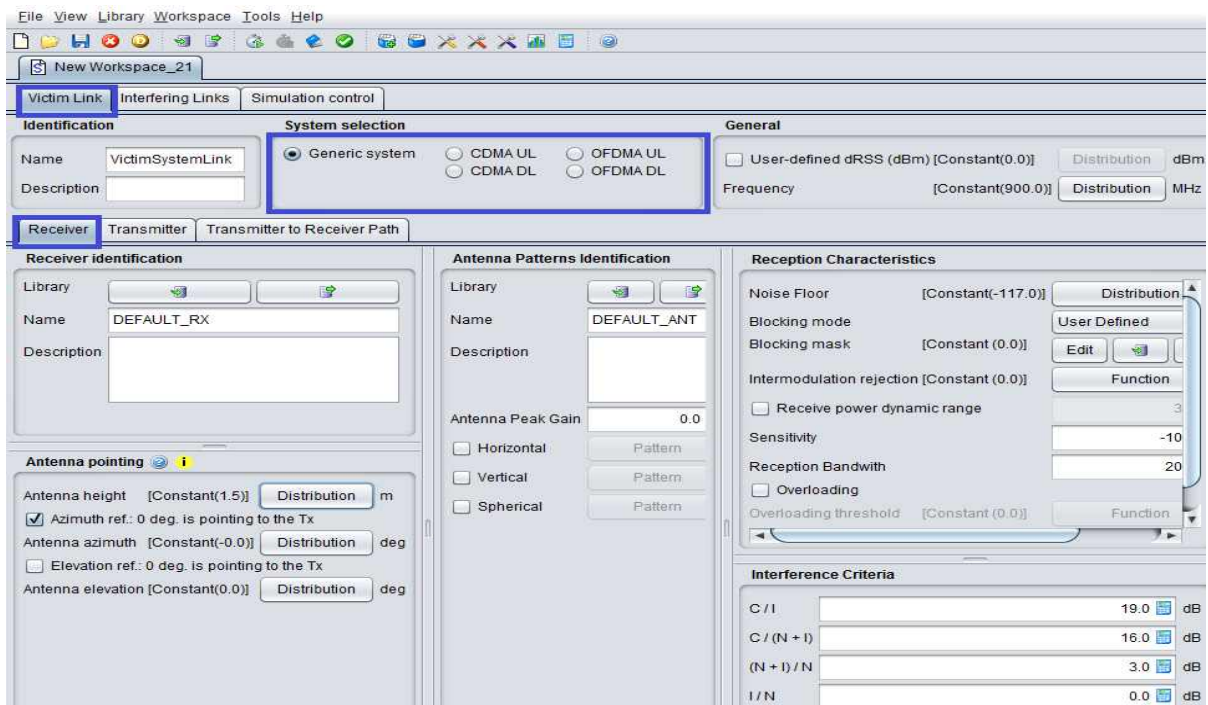 File View Library Workspace Tools Help
New Workspace_21
Victim Link Interfering Links Simulation control
Identification
Name VictimSystemLink
Description
System selection
Generic system CDMA UL OFDMA UL
CDMA DL OFDMA DL
General
User-defined dRSS (dBm) [Constant(0.0)] Distribution dBm
Frequency [Constant(900.0)] Distribution MHz
Receiver Transmitter Transmitter to Receiver Path
Receiver identification
Library
Name DEFAULT_RX
Description
Antenna pointing i
Antenna height [Constant(1.5)] Distribution m
Azimuth ref.: 0 deg. is pointing to the Tx
Antenna azimuth [Constant(-0.0)] Distribution deg
Elevation ref.: 0 deg. is pointing to the Tx
Antenna elevation [Constant(0.0)] Distribution deg
Antenna Patterns Identification
Library
Name DEFAULT_ANT
Description
Antenna Peak Gain 0.0
Horizontal Pattern
Vertical Pattern
Spherical Pattern
Reception Characteristics
Noise Floor [Constant(-117.0)] Distribution
Blocking mode User Defined
Blocking mask [Constant (0.0)] Edit
Intermodulation rejection [Constant (0.0)] Function
Receive power dynamic range 3
Sensitivity -10
Reception Bandwith 20
Overloading
Overloading threshold [Constant (0.0)] Function
Interference Criteria
C / I 19.0 dB
C / (N + I) 16.0 dB
(N + I) / N 3.0 dB
I / N 0.0 dB